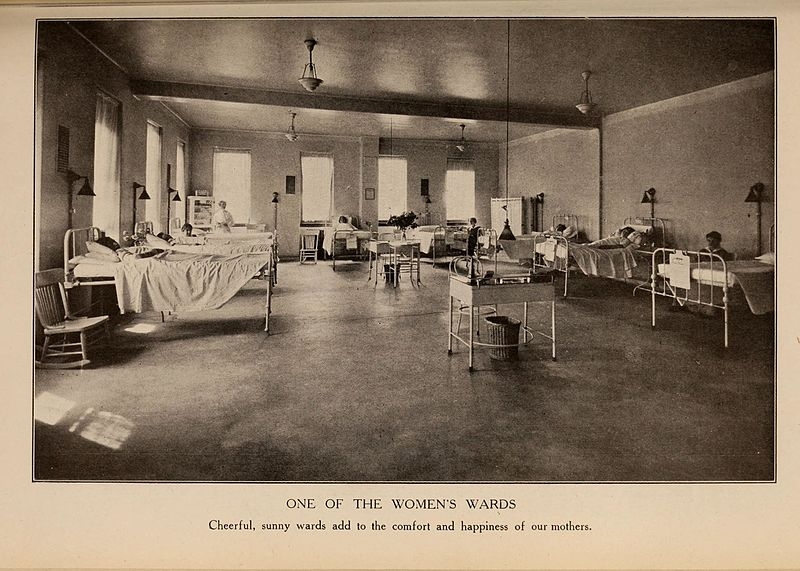 ONE OF THE WOMEN'S WARDS
Cheerful, sunny wards add to the comfort and happiness of our mothers.